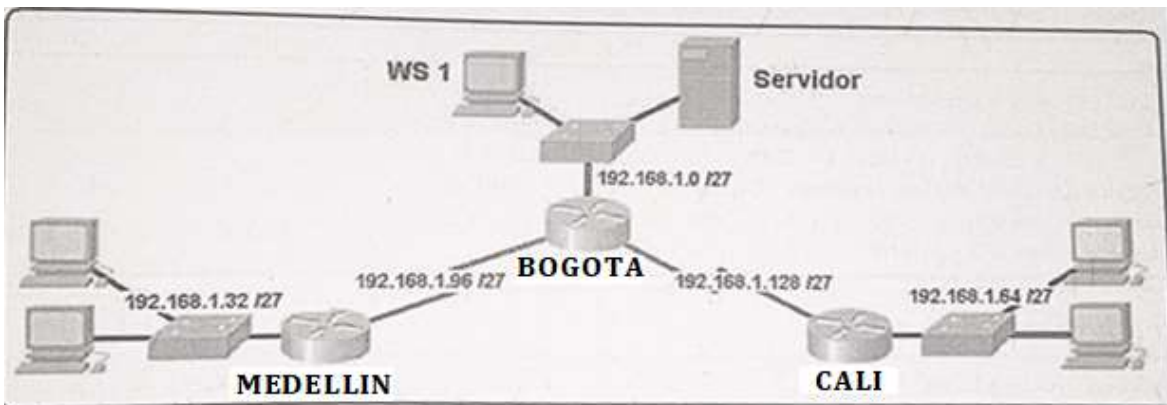 WS 1
Servidor
192.168.1.0 /27
BOGOTA
192.168.1.96 /27
192.168.1.128 /27
192.168.1.32 /27
192.168.1.64 /27
MEDELLIN
CALI